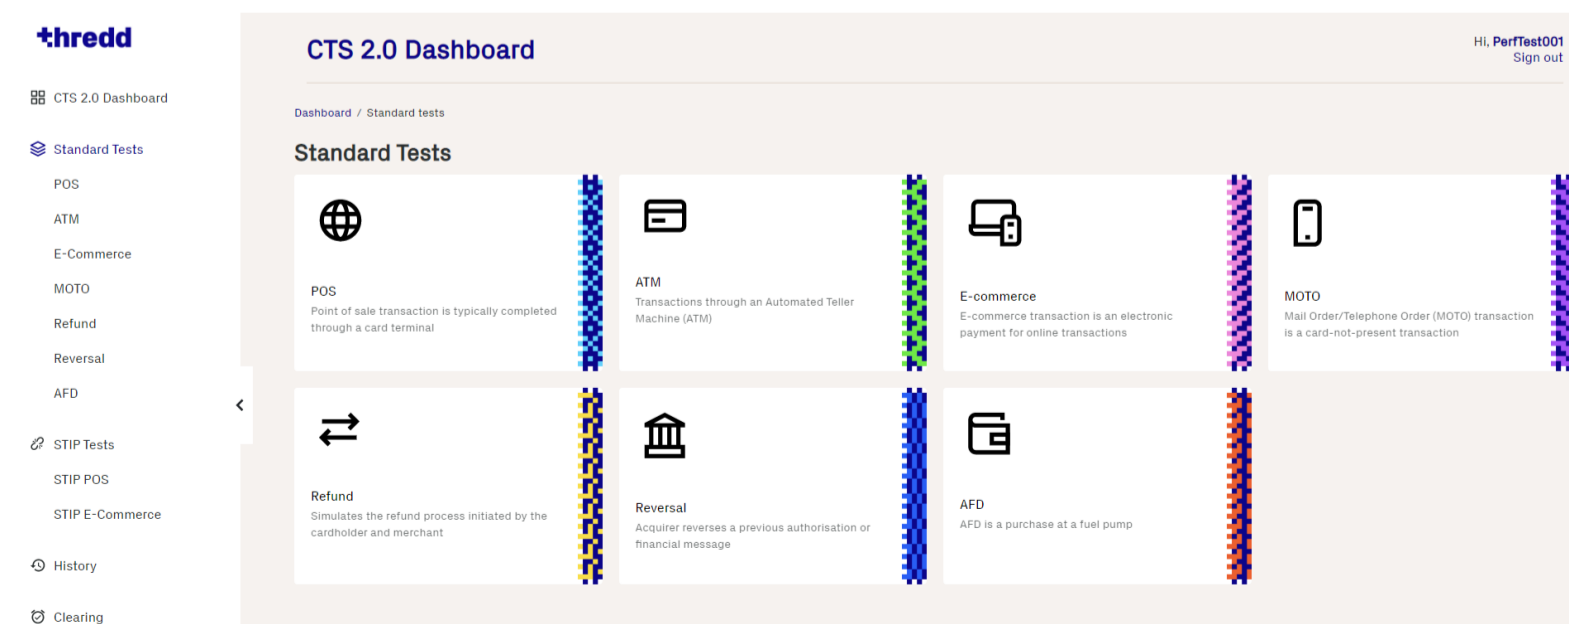 thredd
CTS 2.0 Dashboard
Standard Tests
POS
ATM
E-Commerce
MOTO
Refund
Reversal
AFD
STIP Tests
STIP POS
STIP E-Commerce
History
Clearing
CTS 2.0 Dashboard
Hi, PerfTest001
Sign out
Dashboard / Standard tests
Standard Tests
POS
Point of sale transaction is typically completed
through a card terminal
ATM
Transactions through an Automated Teller
Machine (ATM)
E-commerce
E-commerce transaction is an electronic
payment for online transactions
MOTO
Mail Order/Telephone Order (MOTO) transaction
is a card-not-present transaction
Refund
Simulates the refund process initiated by the
cardholder and merchant
Reversal
Acquirer reverses a previous authorisation or
financial message
AFD
AFD is a purchase at a fuel pump